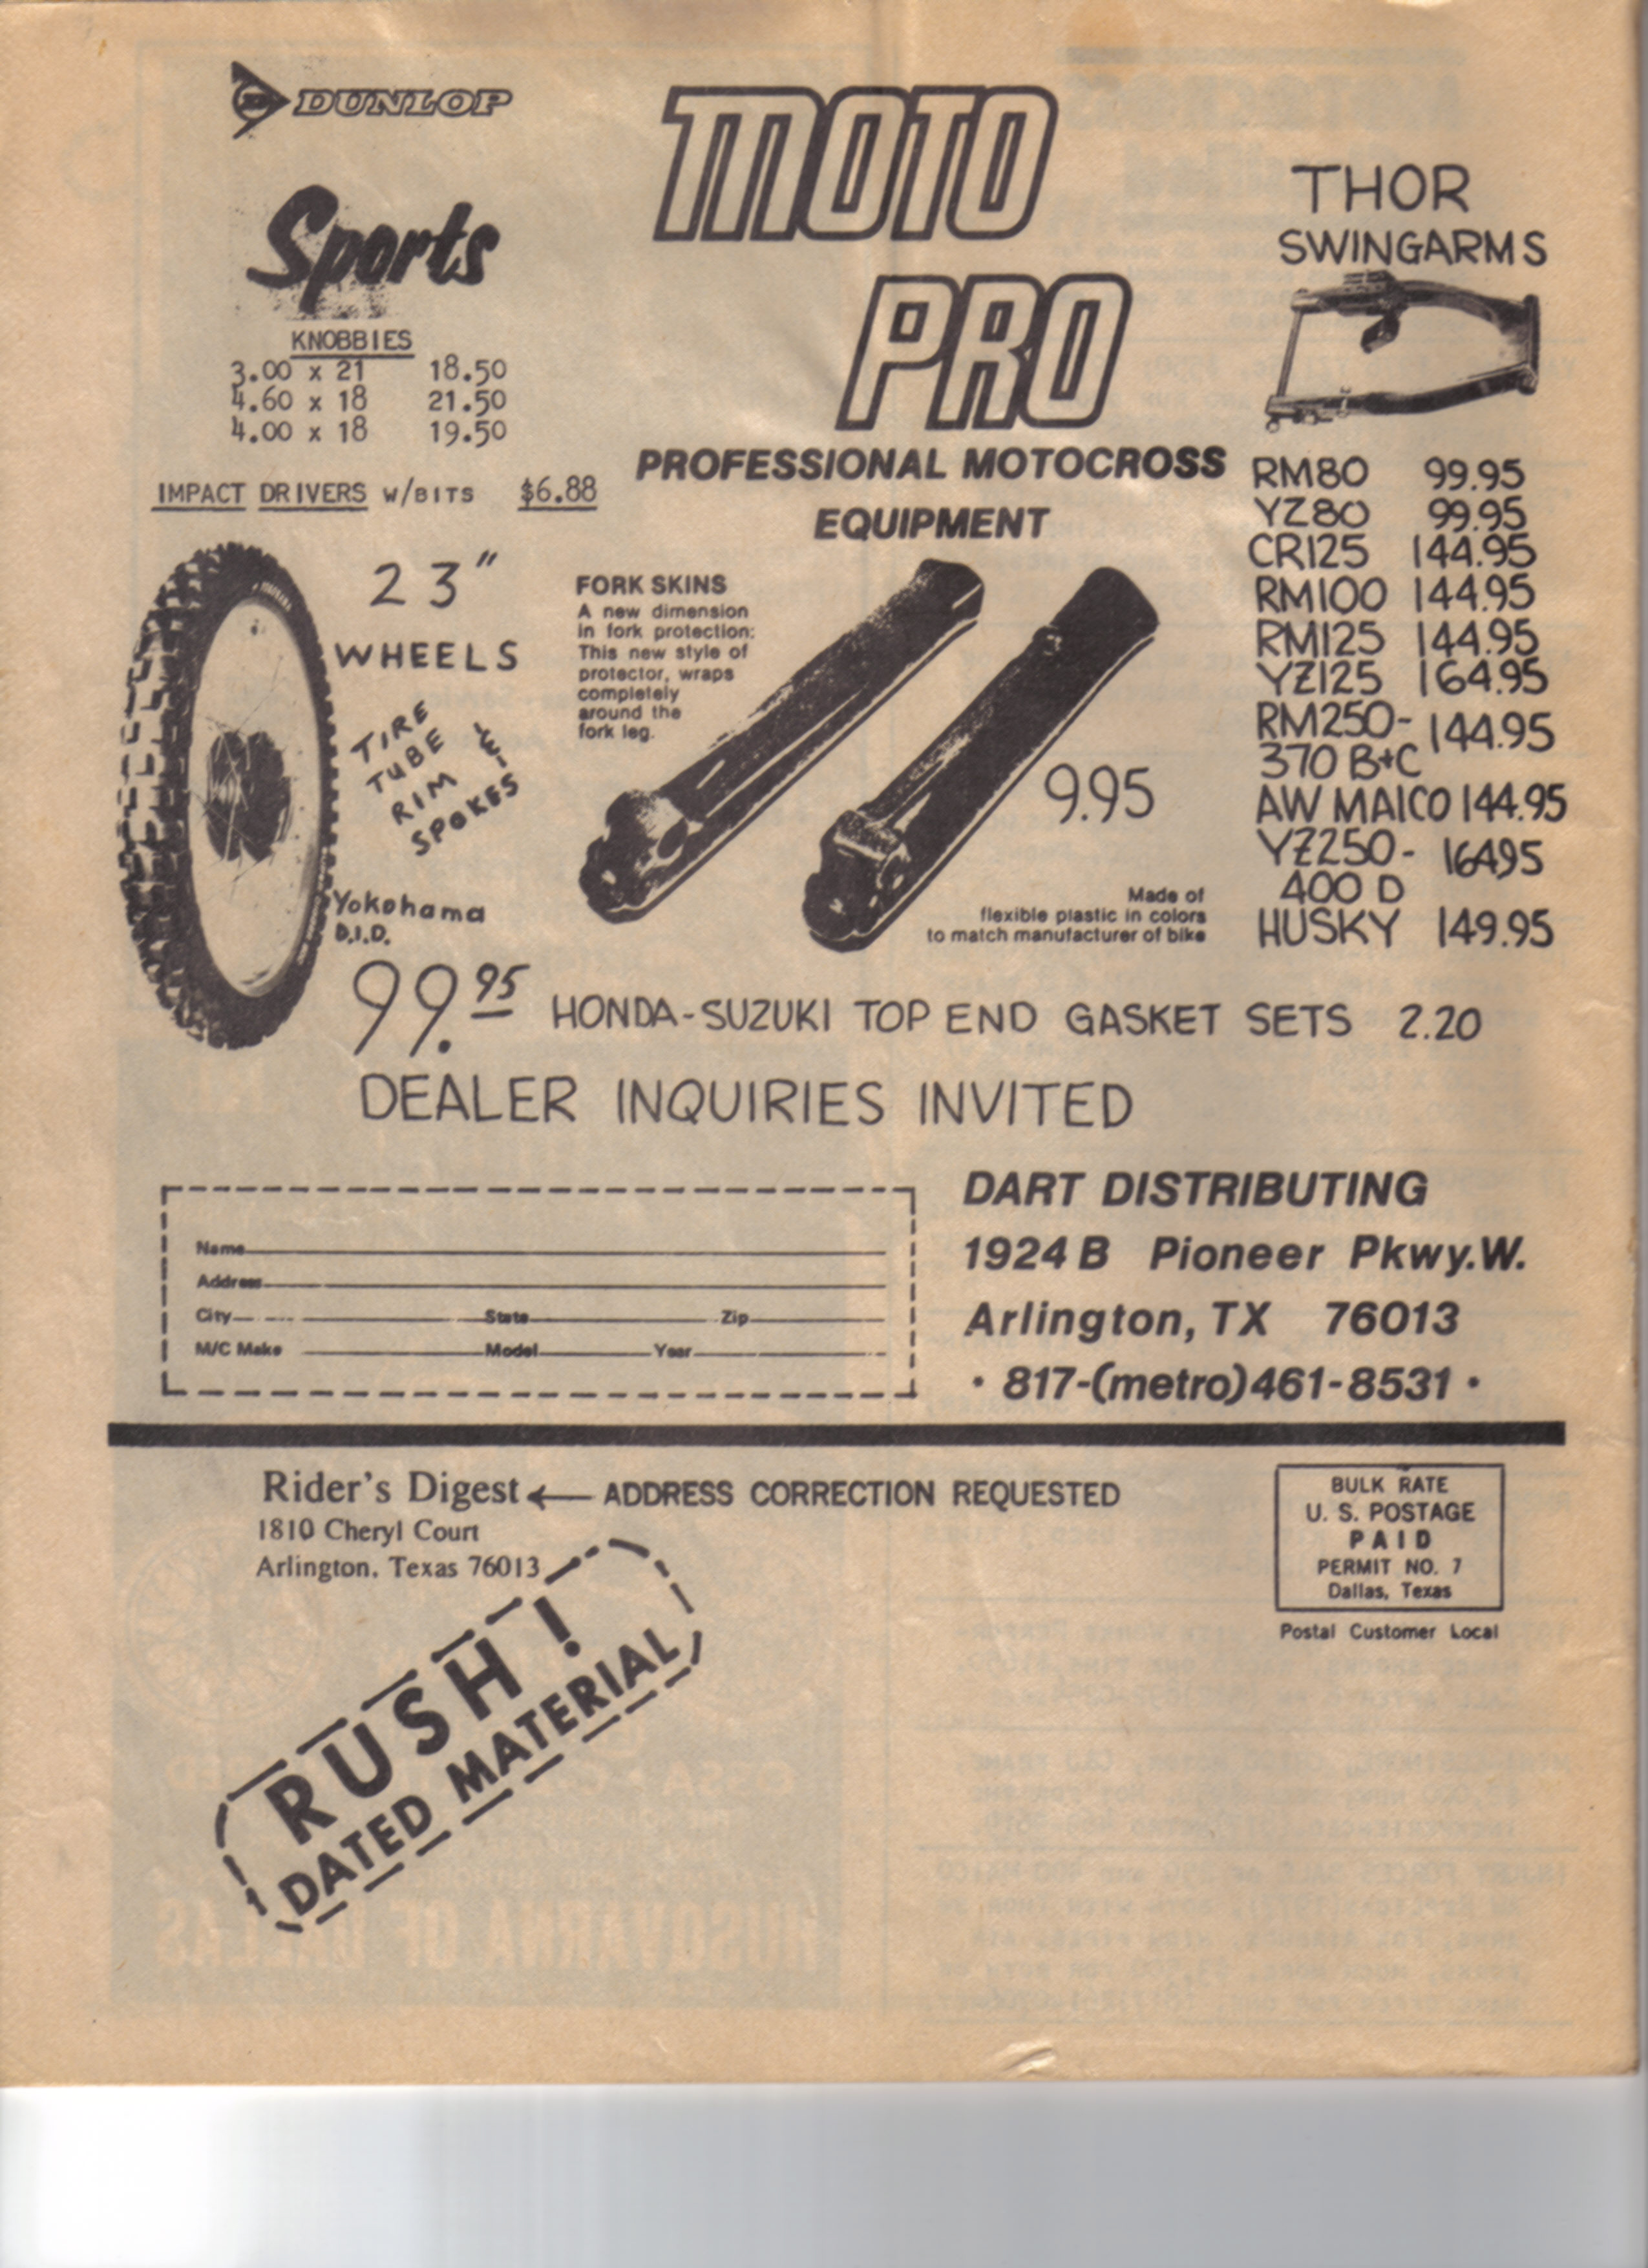 DUNLOP
Sports
KNOBBIES
3.00 x 21 18.50
4.60 x 18 21.50
4.00 x 18 19.50
IMPACT DRIVERS W/BITS $6.88
MOTO
PRO
PROFESSIONAL MOTOCROSS
EQUIPMENT
THOR
SWINGARMS
RM80 99.95
YZ80 99.95
CR125 144.95
RM100 144.95
RM125 144.95
YZ125 164.95
RM250- 144.95
370 B+C
AW MAICO 144.95
YZ250- 164.95
400 D
HUSKY 149.95
23"
WHEELS
TIRE
TUBE
RIM &
SPOKES
Yokohama
D.I.D.
99.95
FORK SKINS
A new dimension
in fork protection:
This new style of
protector, wraps
completely
around the
fork leg.
9.95
Made of
flexible plastic in colors
to match manufacturer of bike
HONDA-SUZUKI TOP END GASKET SETS 2.20
DEALER INQUIRIES INVITED
Name
Address
City State Zip
M/C Make Model Year
DART DISTRIBUTING
1924 B Pioneer Pkwy.W.
Arlington, TX 76013
• 817-(metro)461-8531 •
Rider's Digest ← ADDRESS CORRECTION REQUESTED
1810 Cheryl Court
Arlington, Texas 76013
RUSH!
DATED MATERIAL
BULK RATE
U. S. POSTAGE
PAID
PERMIT NO. 7
Dallas, Texas
Postal Customer Local